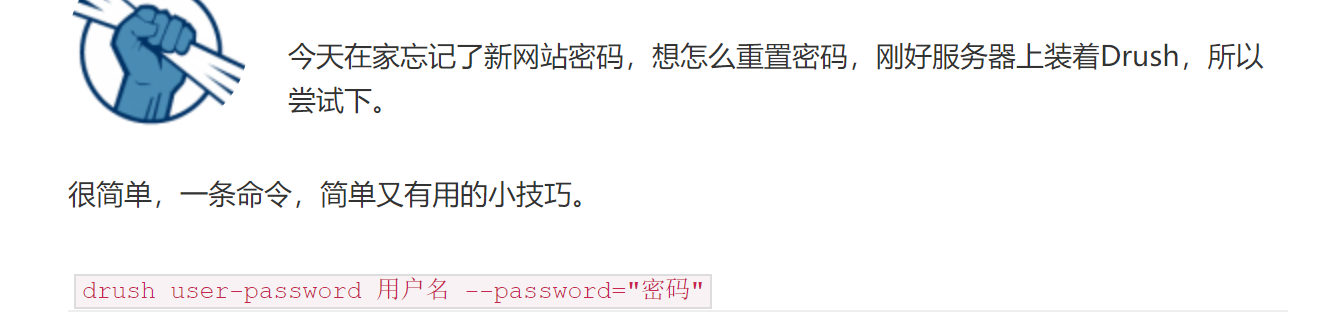 今天在家忘记了新网站密码，想怎么重置密码，刚好服务器上装着Drush，所以
尝试下。
很简单，一条命令，简单又有用的小技巧。
drush user-password 用户名 --password="密码"